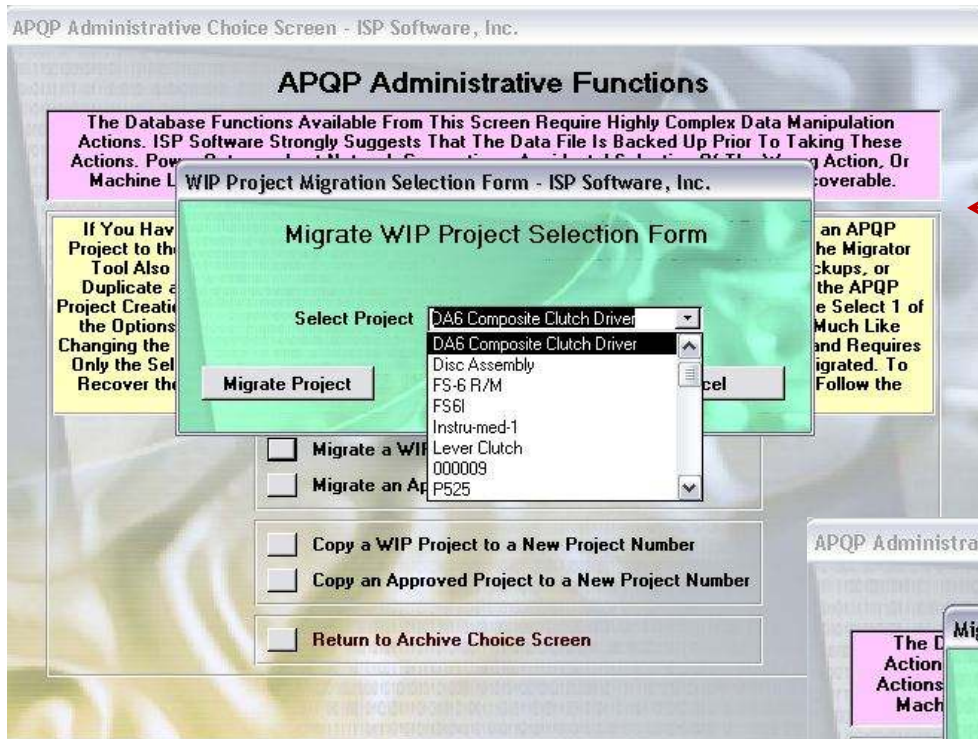 APQP Administrative Choice Screen - ISP Software, Inc.
APQP Administrative Functions
The Database Functions Available From This Screen Require Highly Complex Data Manipulation
Actions. ISP Software Strongly Suggests That The Data File Is Backed Up Prior To Taking These
Actions. Or
Machine coverable.
WIP Project Migration Selection Form - ISP Software, Inc.
Migrate WIP Project Selection Form
If You Hav an APQP
Project to the he Migrator
Tool Also ckups, or
Duplicate the APQP
Project Creati e Select 1 of
the Options Much Like
Changing the and Requires
Only the Sel igrated. To
Recover the Follow the
Select Project DA6 Composite Clutch Driver
DA6 Composite Clutch Driver
Disc Assembly
FS-6 R/M
FS6I
Instru-med-1
Lever Clutch
000009
P525
Migrate Project cel
Migrate a WI
Migrate an Ap
Copy a WIP Project to a New Project Number
Copy an Approved Project to a New Project Number
Return to Archive Choice Screen
APQP Administra
Mig
The D
Action
Actions
Mach